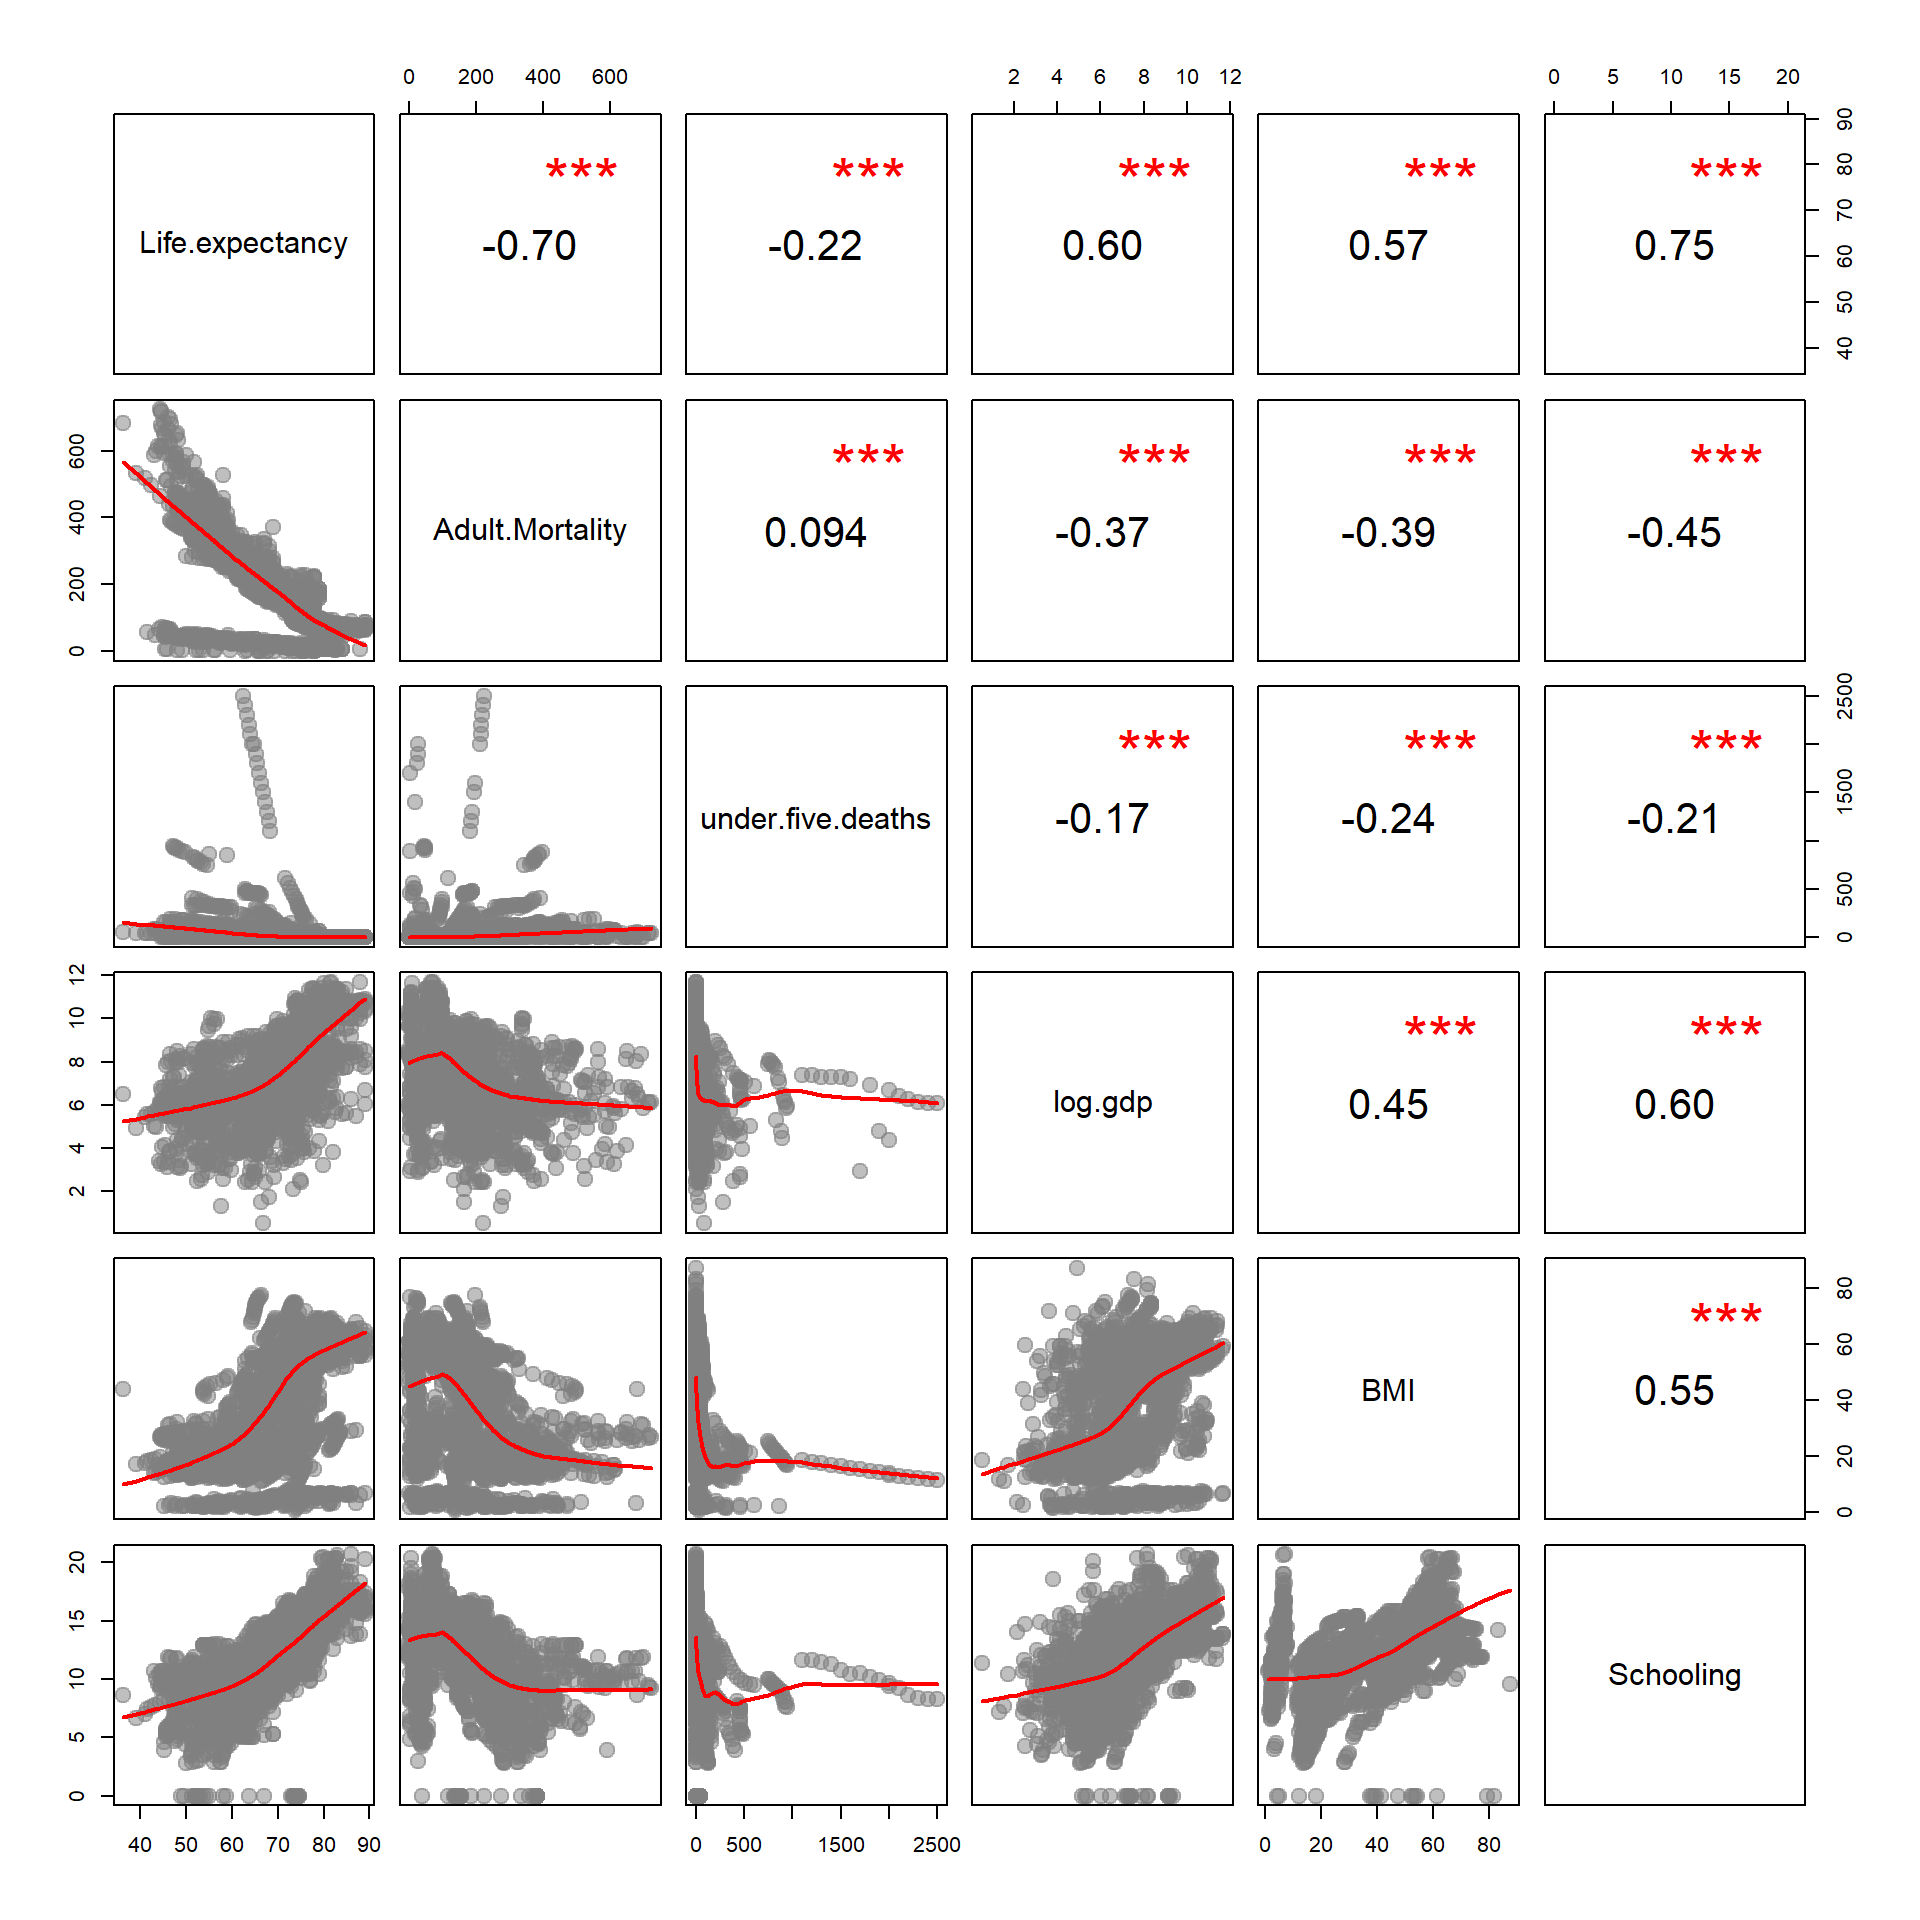 0 200 400 600 2 4 6 8 10 12 0 5 10 15 20
*** *** *** *** ***
Life.expectancy -0.70 -0.22 0.60 0.57 0.75
40 50 60 70 80 90
*** *** *** ***
Adult.Mortality 0.094 -0.37 -0.39 -0.45
0 200 400 600
*** *** ***
under.five.deaths -0.17 -0.24 -0.21
0 500 1500 2500
*** ***
log.gdp 0.45 0.60
2 4 6 8 10 12
***
BMI 0.55
0 20 40 60 80
Schooling
0 5 10 15 20
40 50 60 70 80 90 0 500 1500 2500 0 20 40 60 80